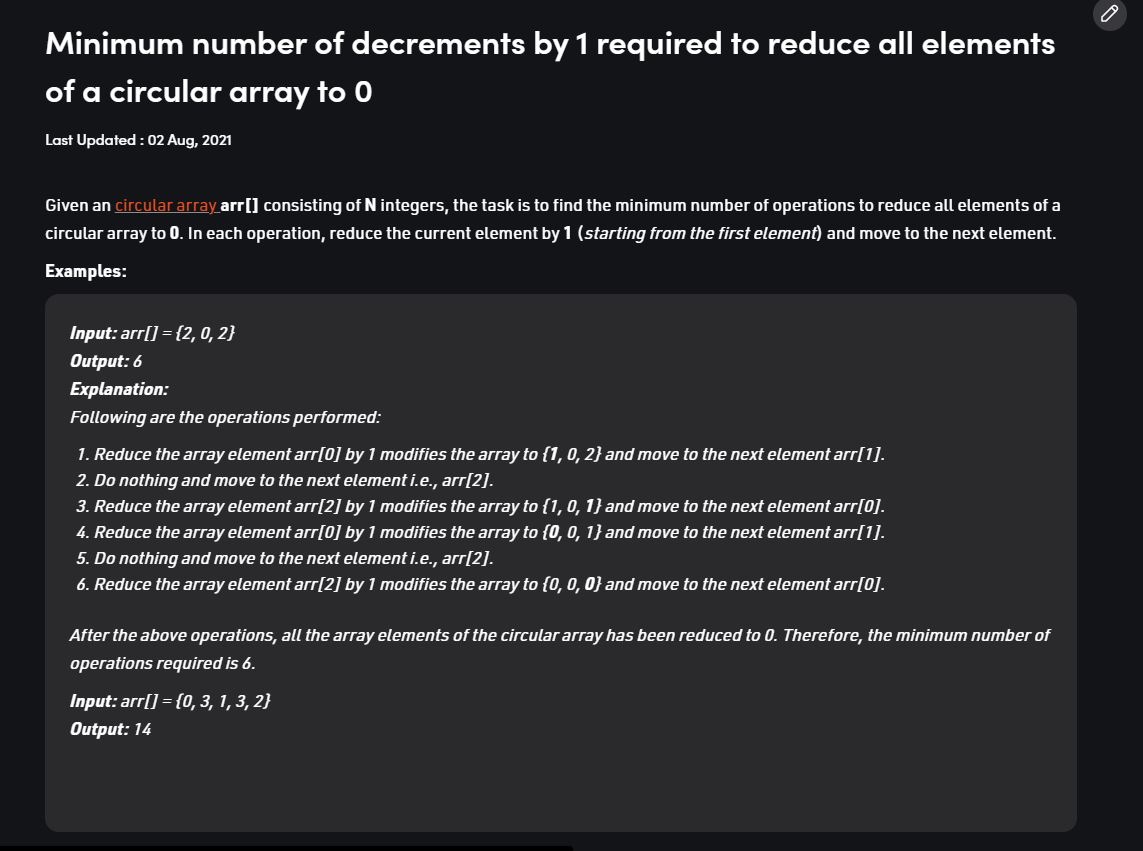 Minimum number of decrements by 1 required to reduce all elements
of a circular array to 0
Last Updated : 02 Aug, 2021
Given an circular array arr[] consisting of N integers, the task is to find the minimum number of operations to reduce all elements of a
circular array to 0. In each operation, reduce the current element by 1 (starting from the first element) and move to the next element.
Examples:
Input: arr[] = {2, 0, 2}
Output: 6
Explanation:
Following are the operations performed:
1. Reduce the array element arr[0] by 1 modifies the array to {1, 0, 2} and move to the next element arr[1].
2. Do nothing and move to the next element i.e., arr[2].
3. Reduce the array element arr[2] by 1 modifies the array to {1, 0, 1} and move to the next element arr[0].
4. Reduce the array element arr[0] by 1 modifies the array to {0, 0, 1} and move to the next element arr[1].
5. Do nothing and move to the next element i.e., arr[2].
6. Reduce the array element arr[2] by 1 modifies the array to {0, 0, 0} and move to the next element arr[0].
After the above operations, all the array elements of the circular array has been reduced to 0. Therefore, the minimum number of
operations required is 6.
Input: arr[] = {0, 3, 1, 3, 2}
Output: 14